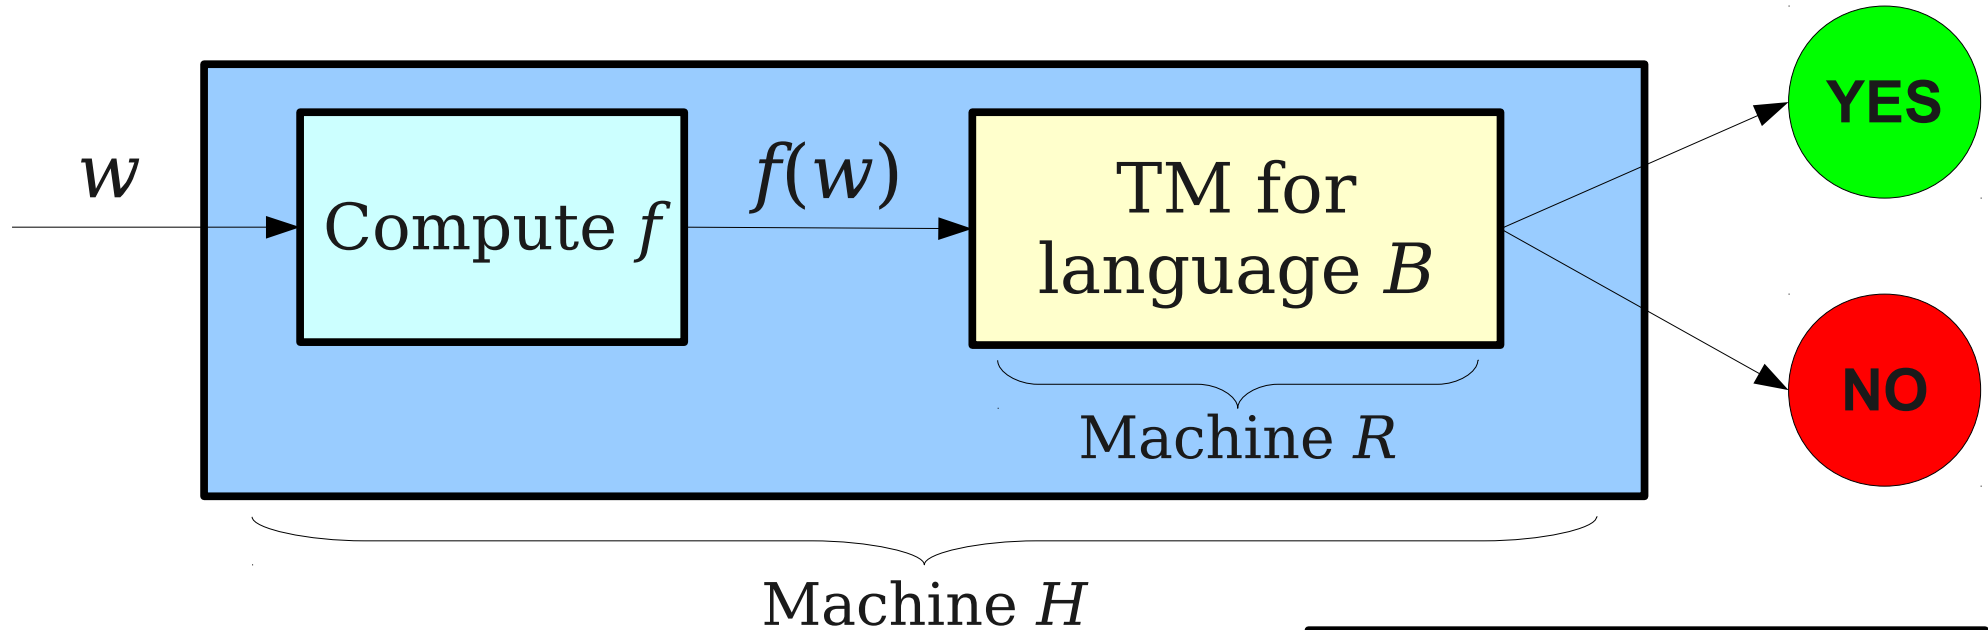 w
Compute f
f(w)
TM for
language B
Machine R
Machine H
YES
NO